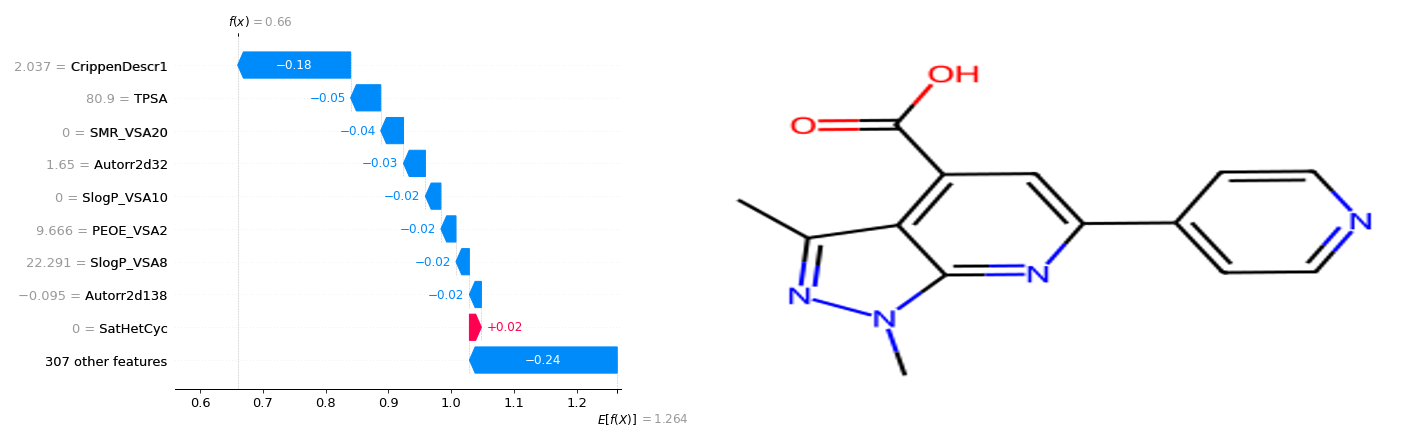 f(x) = 0.66
2.037 = CrippenDescr1
−0.18
80.9 = TPSA
−0.05
0 = SMR_VSA20
−0.04
1.65 = Autorr2d32
−0.03
0 = SlogP_VSA10
−0.02
9.666 = PEOE_VSA2
−0.02
22.291 = SlogP_VSA8
−0.02
−0.095 = Autorr2d138
−0.02
0 = SatHetCyc
+0.02
307 other features
−0.24
0.6 0.7 0.8 0.9 1.0 1.1 1.2
E[f(X)] = 1.264
OH
O
N
N
N
N